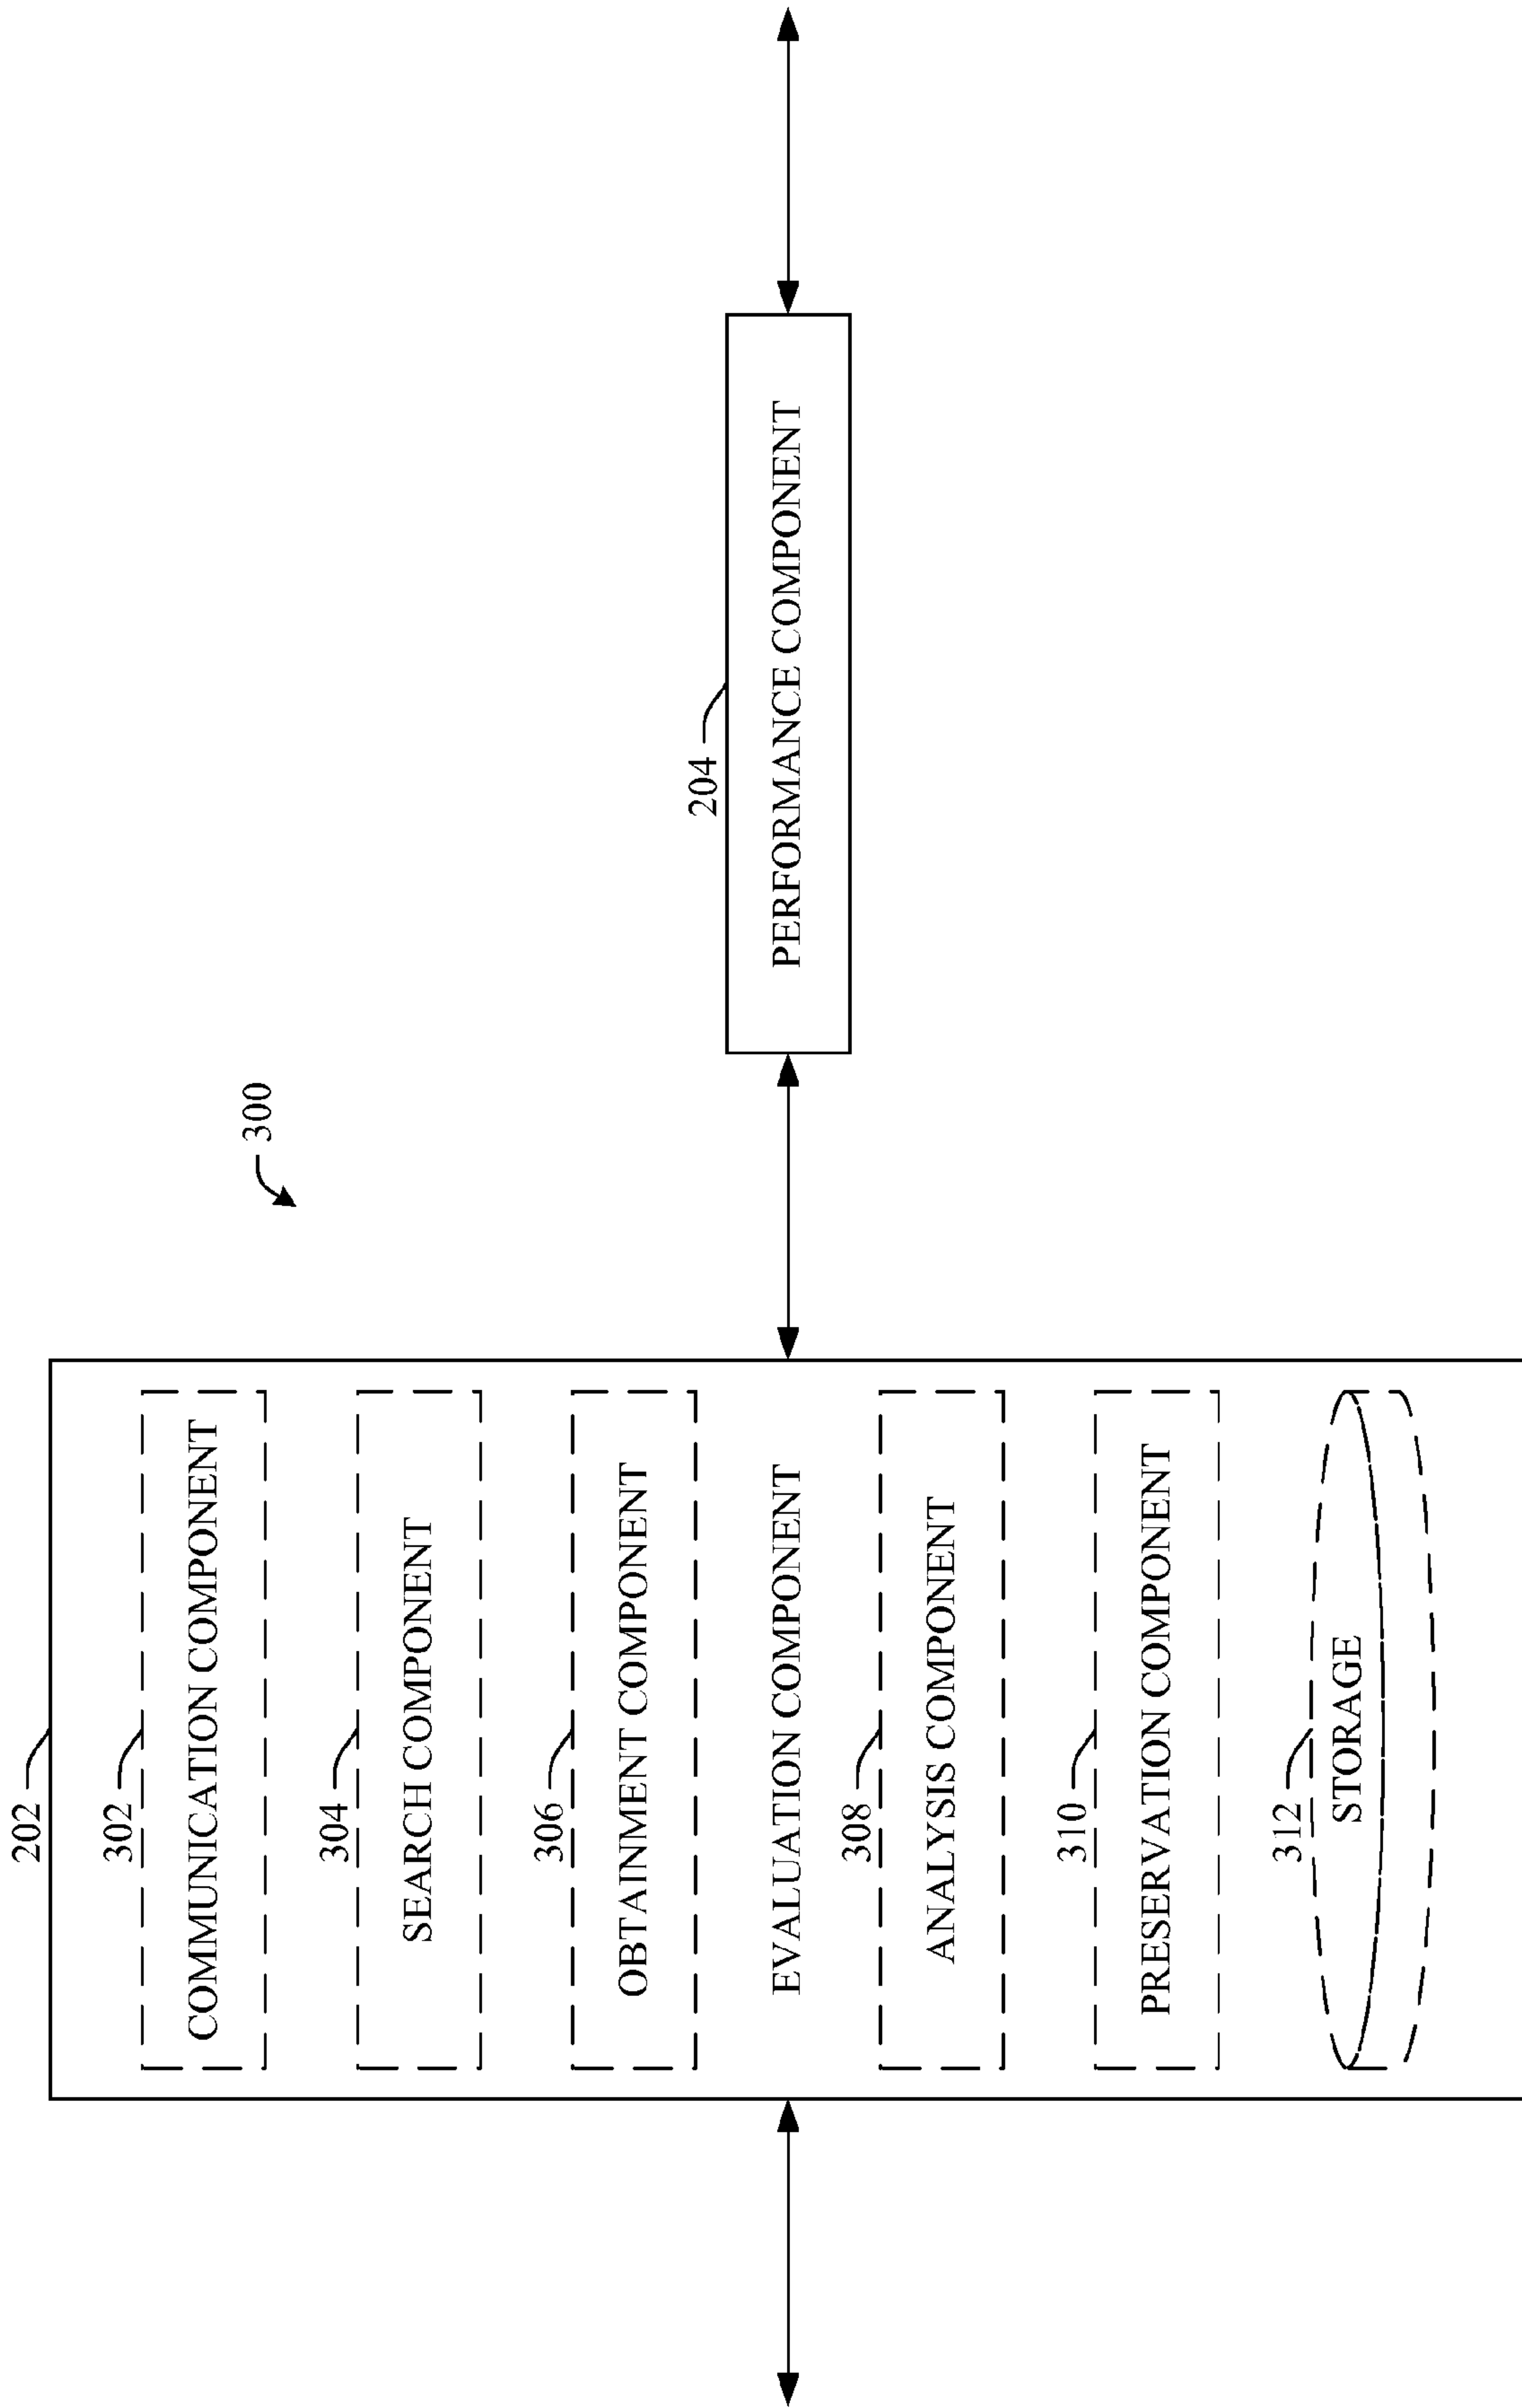 300
202
302
COMMUNICATION COMPONENT
304
SEARCH COMPONENT
306
OBTAINMENT COMPONENT
EVALUATION COMPONENT
308
ANALYSIS COMPONENT
310
PRESERVATION COMPONENT
312
STORAGE
204
PERFORMANCE COMPONENT